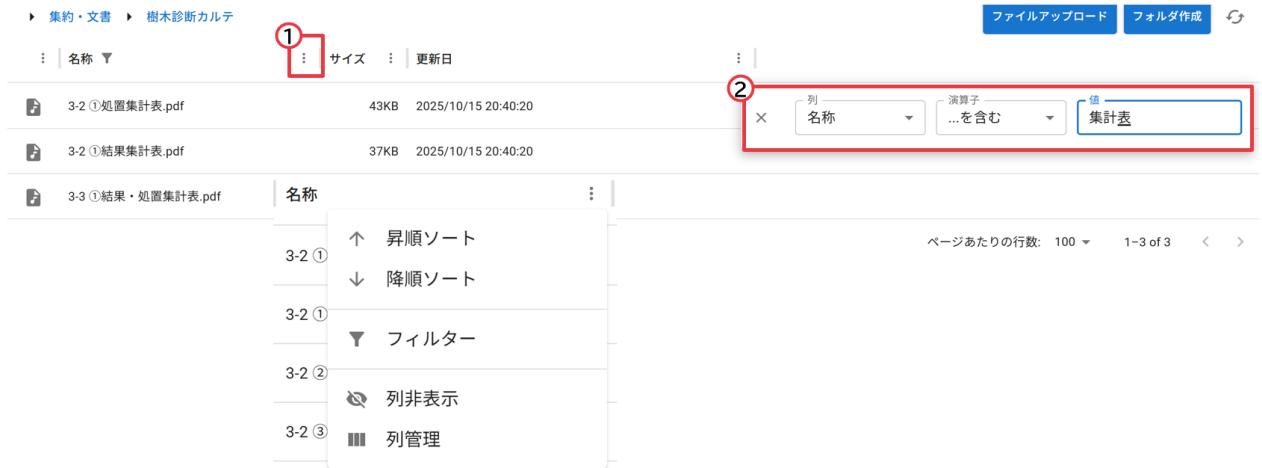 集約・文書 樹木診断カルテ ファイルアップロード フォルダ作成
①
名称 サイズ 更新日
②
3-2 ①処置集計表.pdf 43KB 2025/10/15 20:40:20
列 演算子 値
名称 ...を含む 集計表
3-2 ①結果集計表.pdf 37KB 2025/10/15 20:40:20
3-3 ①結果・処置集計表.pdf
名称
昇順ソート
ページあたりの行数: 100 1–3 of 3
3-2 ①
降順ソート
3-2 ①
フィルター
3-2 ②
列非表示
3-2 ③
列管理